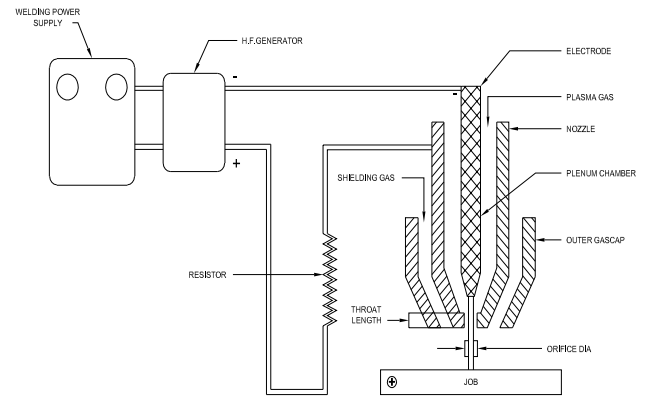 WELDING POWER
SUPPLY
H.F.GENERATOR
ELECTRODE
PLASMA GAS
NOZZLE
SHIELDING GAS
PLENUM CHAMBER
OUTER GASCAP
RESISTOR
THROAT
LENGTH
ORIFICE DIA
JOB
-
-
+
+